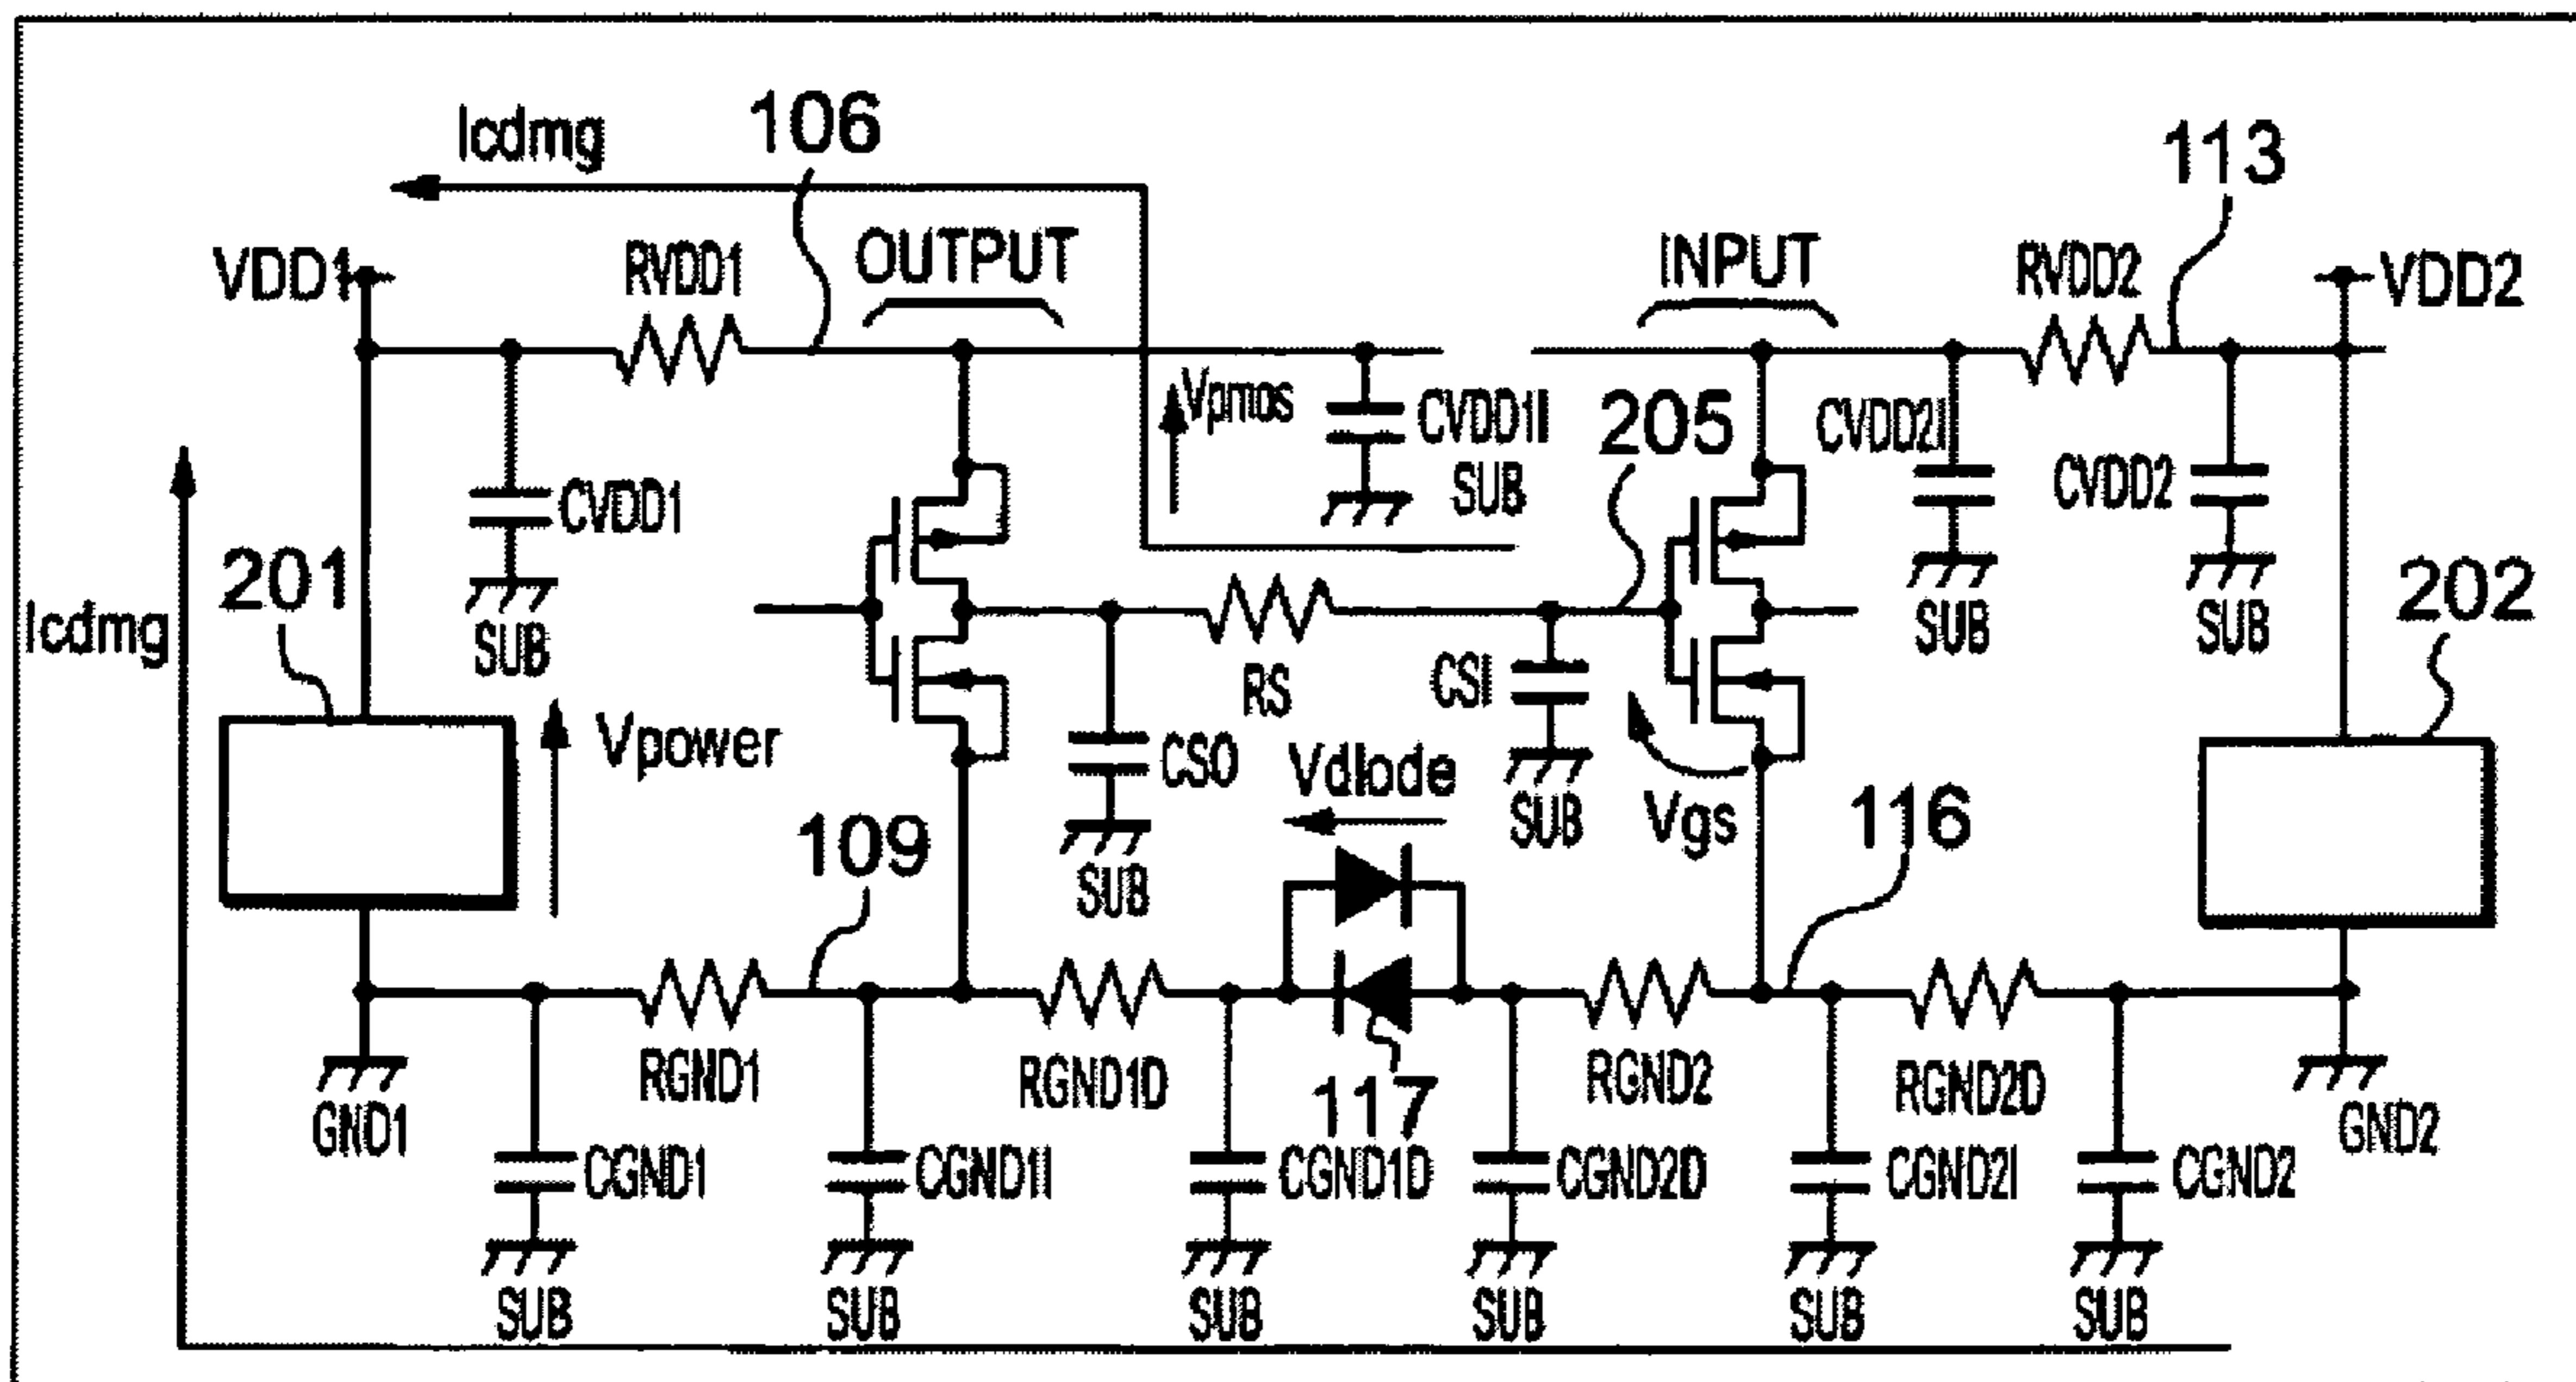 Icdmg
106
113
VDD1
RVDD1
OUTPUT
INPUT
RVDD2
VDD2
Vpmos
CVDD1I
SUB
205
CVDD2I
CVDD2
CVDD1
SUB
201
Icdmg
SUB
SUB
202
RS
CSI
SUB
Vpower
CSO
SUB
Vdiode
Vgs
109
116
RGND1
RGND1D
117
RGND2
RGND2D
GND1
GND2
CGND1
CGND1I
CGND1D
CGND2D
CGND2I
CGND2
SUB
SUB
SUB
SUB
SUB
SUB